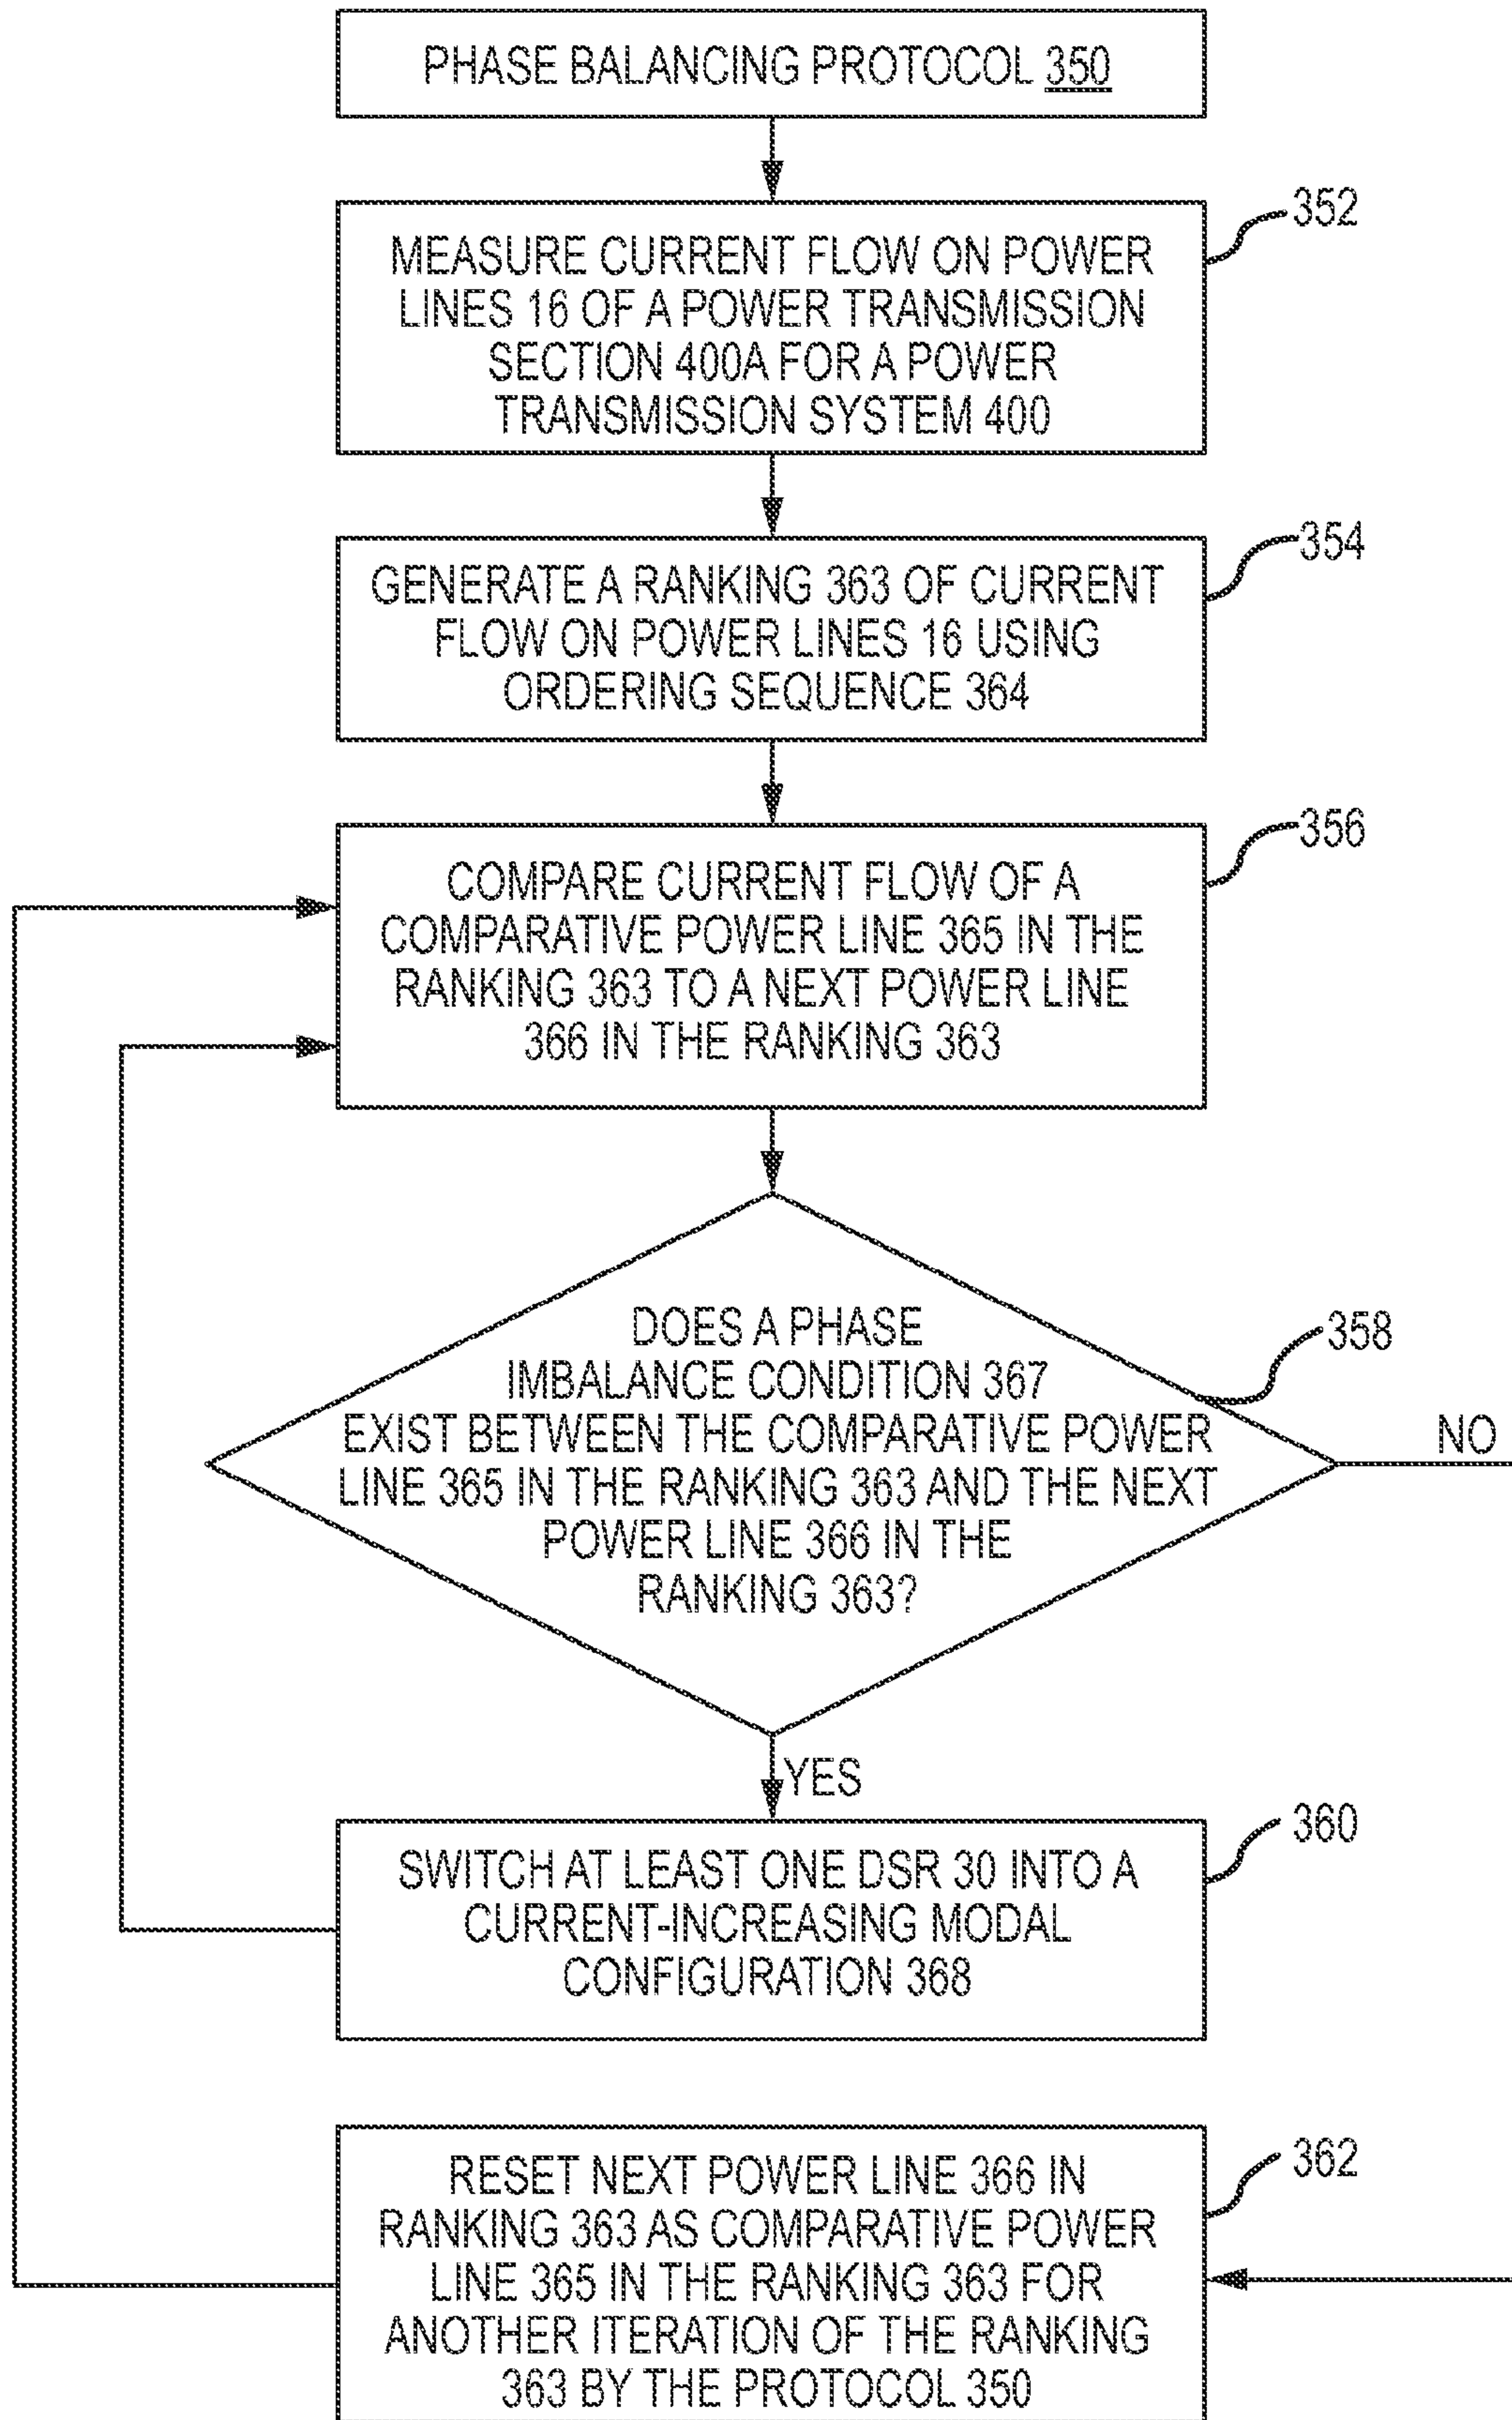 PHASE BALANCING PROTOCOL 350
352
MEASURE CURRENT FLOW ON POWER
LINES 16 OF A POWER TRANSMISSION
SECTION 400A FOR A POWER
TRANSMISSION SYSTEM 400
354
GENERATE A RANKING 363 OF CURRENT
FLOW ON POWER LINES 16 USING
ORDERING SEQUENCE 364
356
COMPARE CURRENT FLOW OF A
COMPARATIVE POWER LINE 365 IN THE
RANKING 363 TO A NEXT POWER LINE
366 IN THE RANKING 363
358
DOES A PHASE
IMBALANCE CONDITION 367
EXIST BETWEEN THE COMPARATIVE POWER
LINE 365 IN THE RANKING 363 AND THE NEXT
POWER LINE 366 IN THE
RANKING 363?
NO
YES
360
SWITCH AT LEAST ONE DSR 30 INTO A
CURRENT-INCREASING MODAL
CONFIGURATION 368
362
RESET NEXT POWER LINE 366 IN
RANKING 363 AS COMPARATIVE POWER
LINE 365 IN THE RANKING 363 FOR
ANOTHER ITERATION OF THE RANKING
363 BY THE PROTOCOL 350